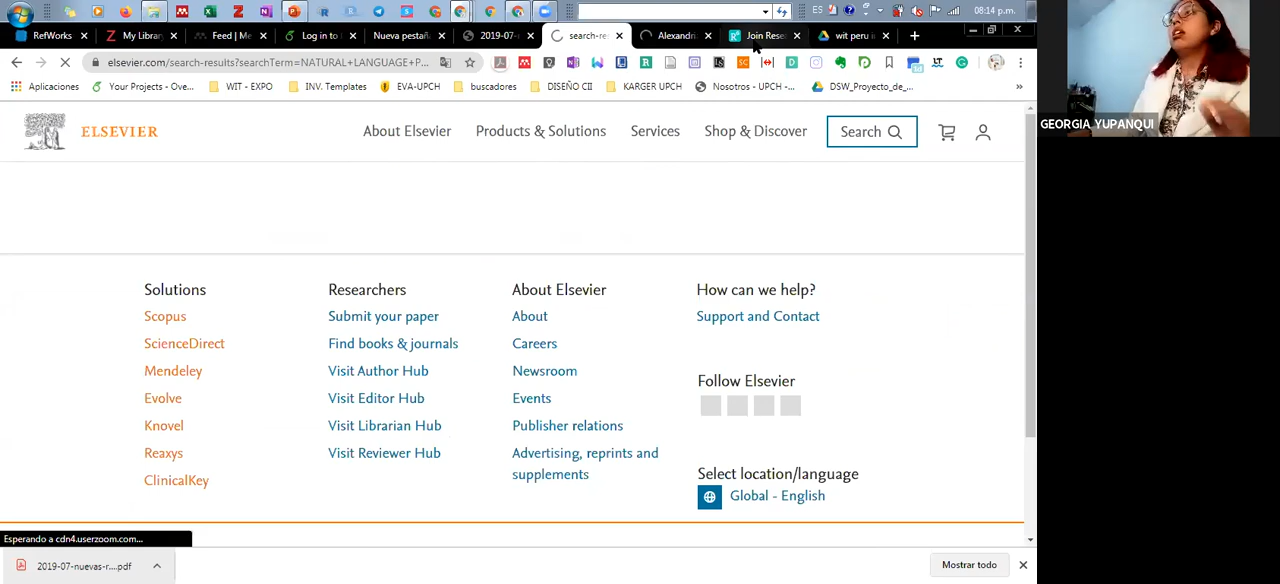 ES 08:14 p.m.
RefWorks My Library Feed | Me Log in to Nueva pestañ 2019-07- search-re Alexandri Join Rese wit peru i
elsevier.com/search-results?searchTerm=NATURAL+LANGUAGE+P...
Aplicaciones Your Projects - Ove... WIT - EXPO INV. Templates EVA-UPCH buscadores DISEÑO CII KARGER UPCH Nosotros - UPCH -... DSW_Proyecto_de_... »
ELSEVIER About Elsevier Products & Solutions Services Shop & Discover Search
GEORGIA YUPANQUI
Solutions
Scopus
ScienceDirect
Mendeley
Evolve
Knovel
Reaxys
ClinicalKey
Researchers
Submit your paper
Find books & journals
Visit Author Hub
Visit Editor Hub
Visit Librarian Hub
Visit Reviewer Hub
About Elsevier
About
Careers
Newsroom
Events
Publisher relations
Advertising, reprints and
supplements
How can we help?
Support and Contact
Follow Elsevier
Select location/language
Global - English
Esperando a cdn4.userzoom.com...
2019-07-nuevas-r....pdf
Mostrar todo